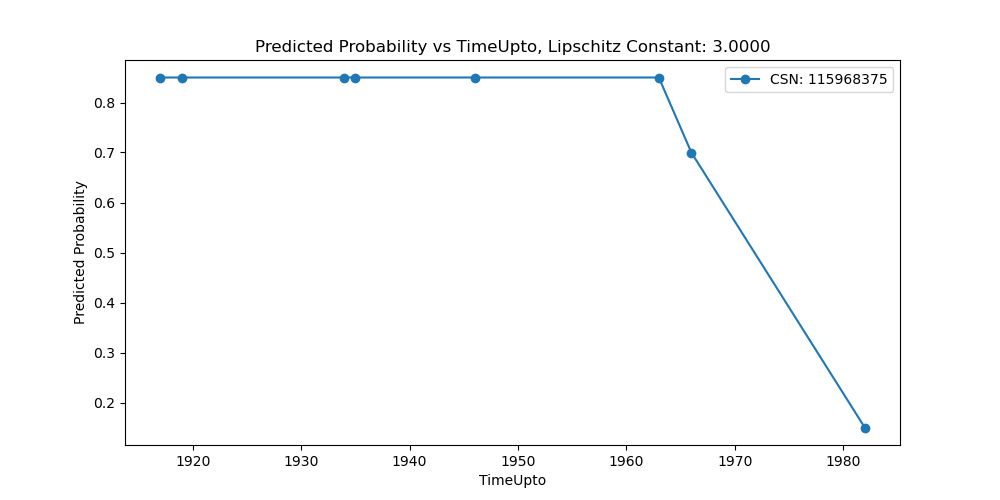 Predicted Probability vs TimeUpto, Lipschitz Constant: 3.0000
CSN: 115968375
Predicted Probability
0.8
0.7
0.6
0.5
0.4
0.3
0.2
1920 1930 1940 1950 1960 1970 1980
TimeUpto